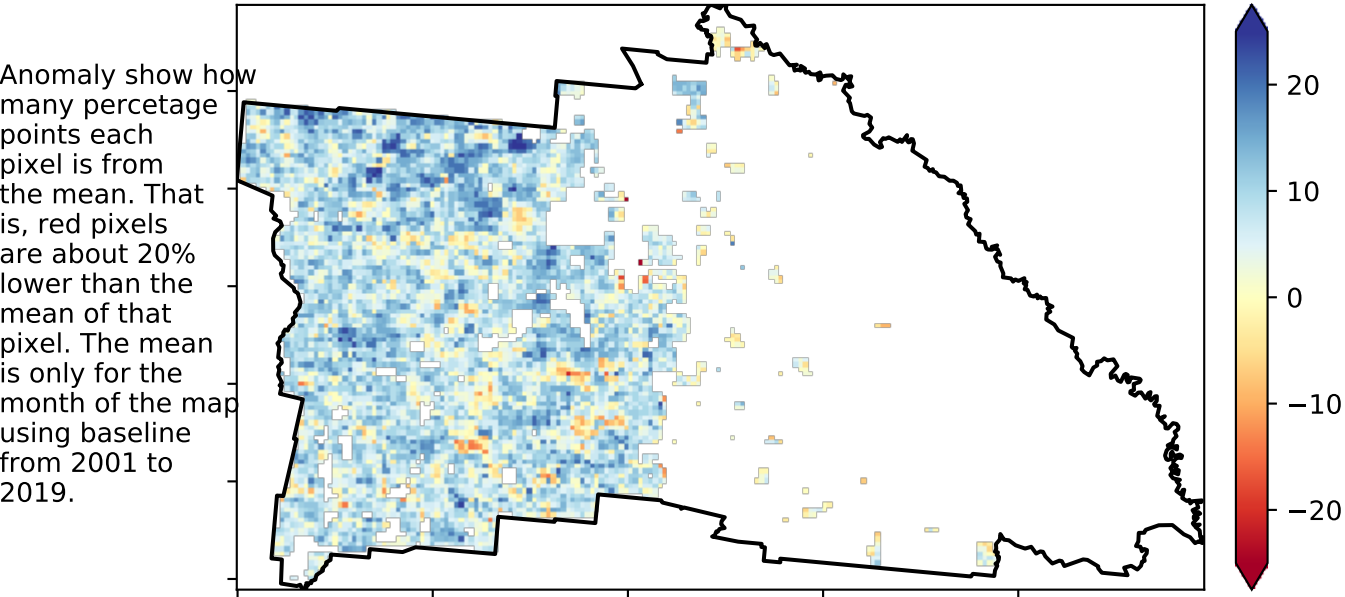 Anomaly show how
many percetage
points each
pixel is from
the mean. That
is, red pixels
are about 20%
lower than the
mean of that
pixel. The mean
is only for the
month of the map
using baseline
from 2001 to
2019.
20
10
0
−10
−20